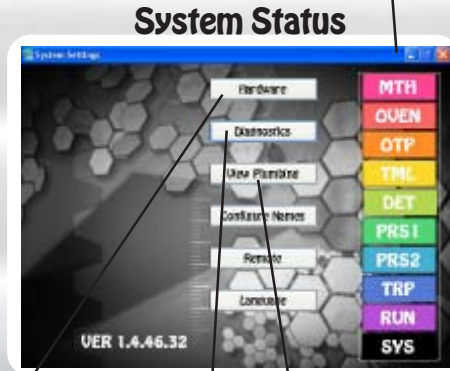 System Status
System Settings
Hardware
Diagnostics
View Plumbing
Configure Names
Remote
Language
VER 1.4.46.32
MTH
OVEN
OTP
TML
DET
PRS1
PRS2
TRP
RUN
SYS